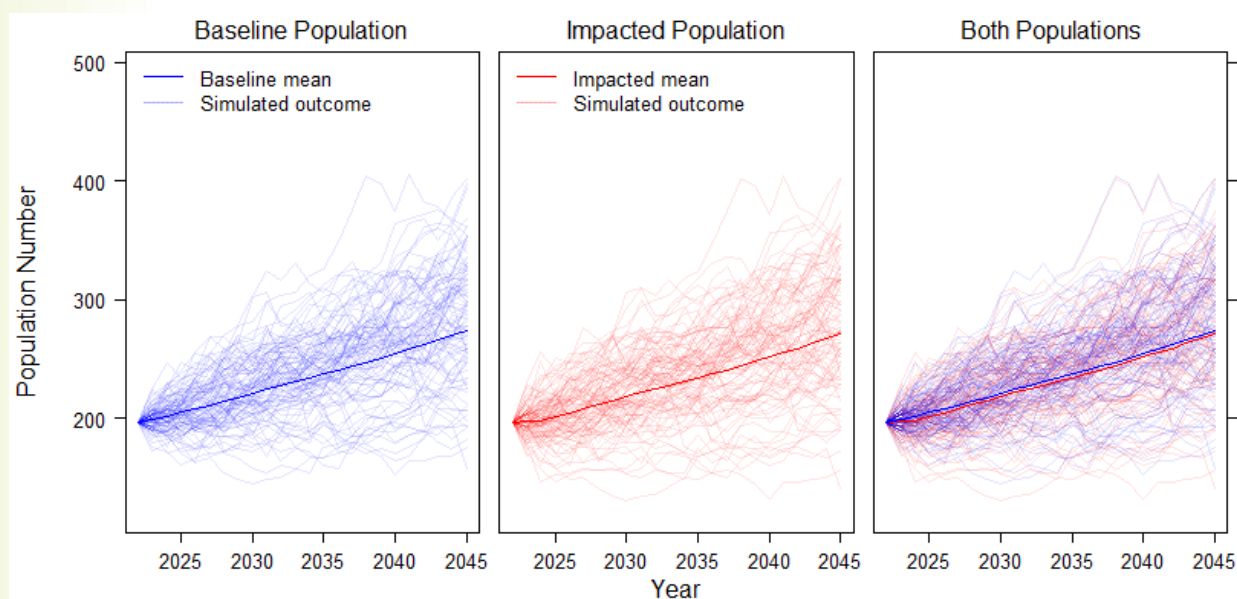 Baseline Population
Impacted Population
Both Populations
Baseline mean
Simulated outcome
Impacted mean
Simulated outcome
Population Number
500
400
300
200
2025 2030 2035 2040 2045
2025 2030 2035 2040 2045
2025 2030 2035 2040 2045
Year